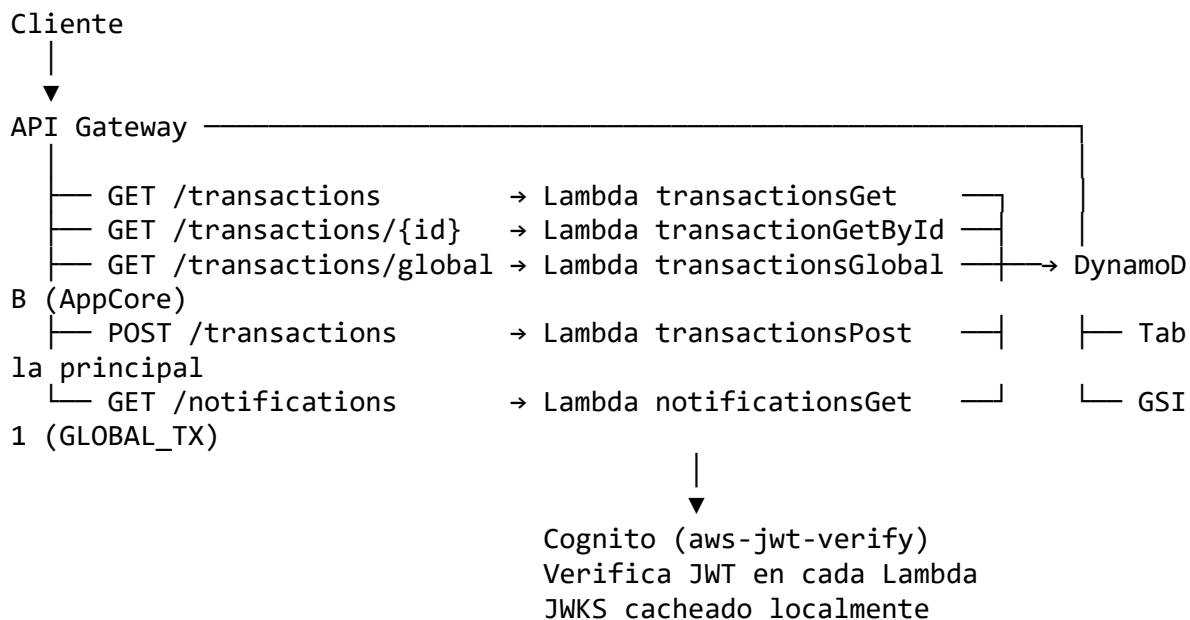 Cliente
│
▼
API Gateway ──────────────────────────────────────────────────────┐
│ │
├── GET /transactions → Lambda transactionsGet ──┐ │
├── GET /transactions/{id} → Lambda transactionGetById ──┤ │
├── GET /transactions/global → Lambda transactionsGlobal ──┼──→ DynamoD
B (AppCore)
├── POST /transactions → Lambda transactionsPost ──┤ ├── Tab
la principal
└── GET /notifications → Lambda notificationsGet ──┘ └── GSI
1 (GLOBAL_TX)
│
▼
Cognito (aws-jwt-verify)
Verifica JWT en cada Lambda
JWKS cacheado localmente